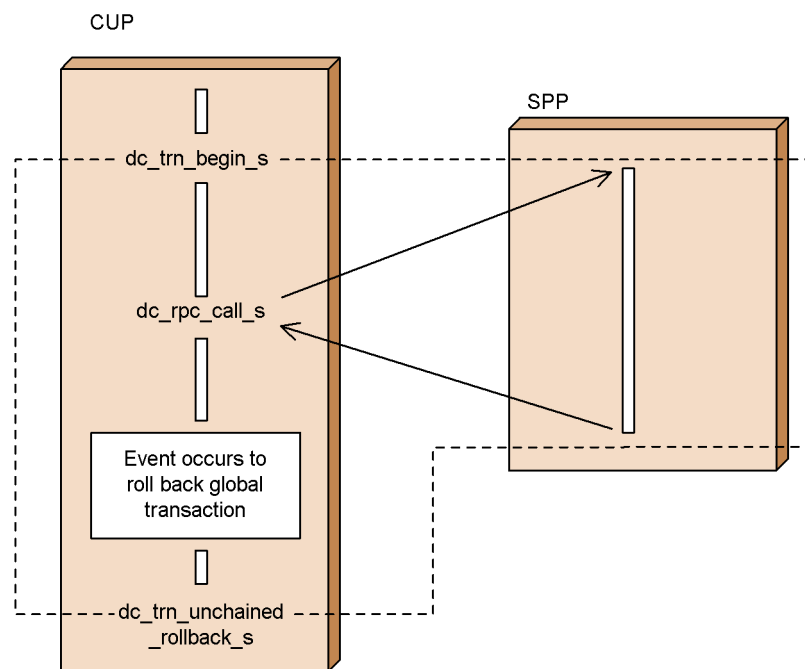 CUP
SPP
dc_trn_begin_s
dc_rpc_call_s
Event occurs to
roll back global
transaction
dc_trn_unchained
_rollback_s